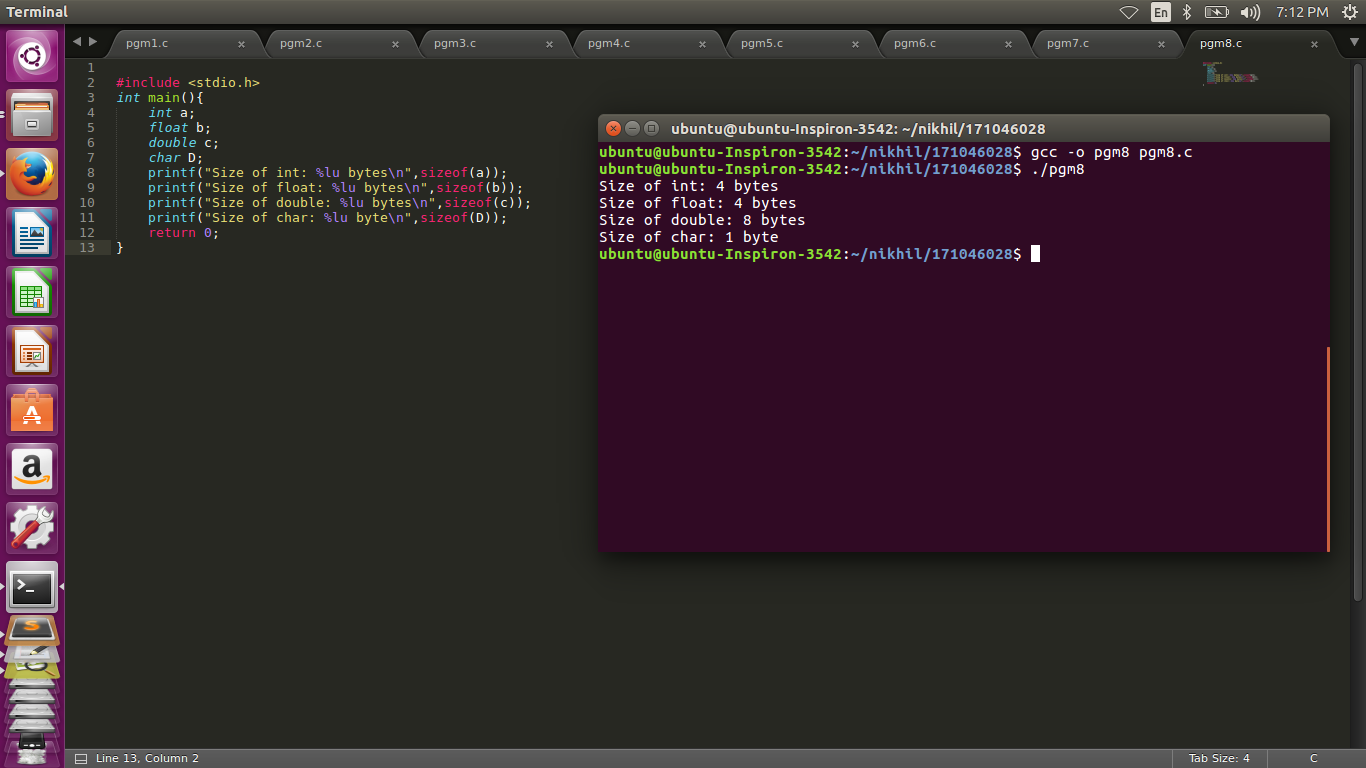 Terminal
En
7:12 PM
pgm1.c
pgm2.c
pgm3.c
pgm4.c
pgm5.c
pgm6.c
pgm7.c
pgm8.c
1
2 #include <stdio.h>
3 int main(){
4 int a;
5 float b;
6 double c;
7 char D;
8 printf("Size of int: %lu bytes\n",sizeof(a));
9 printf("Size of float: %lu bytes\n",sizeof(b));
10 printf("Size of double: %lu bytes\n",sizeof(c));
11 printf("Size of char: %lu byte\n",sizeof(D));
12 return 0;
13 }
ubuntu@ubuntu-Inspiron-3542: ~/nikhil/171046028
ubuntu@ubuntu-Inspiron-3542:~/nikhil/171046028$ gcc -o pgm8 pgm8.c
ubuntu@ubuntu-Inspiron-3542:~/nikhil/171046028$ ./pgm8
Size of int: 4 bytes
Size of float: 4 bytes
Size of double: 8 bytes
Size of char: 1 byte
ubuntu@ubuntu-Inspiron-3542:~/nikhil/171046028$
Line 13, Column 2
Tab Size: 4
C